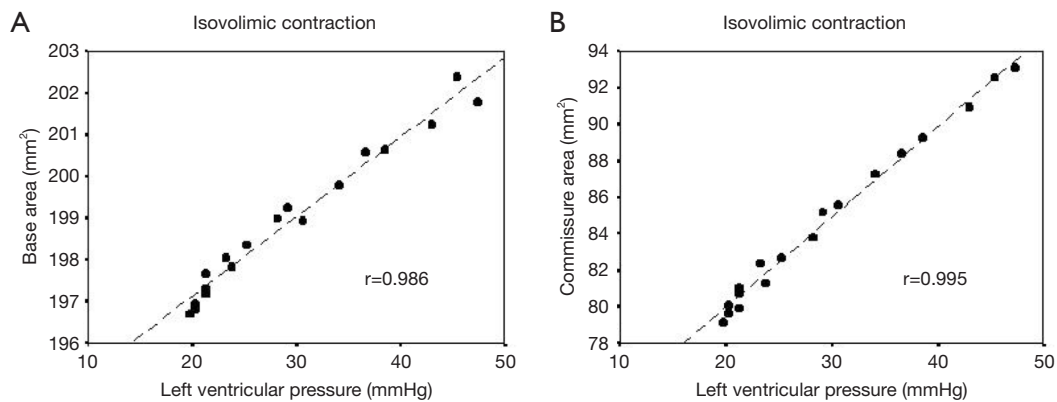 A
Isovolimic contraction
Base area (mm²)
203
202
201
200
199
198
197
196
r=0.986
10
20
30
40
50
Left ventricular pressure (mmHg)
B
Isovolimic contraction
Commissure area (mm²)
94
92
90
88
86
84
82
80
78
r=0.995
10
20
30
40
50
Left ventricular pressure (mmHg)